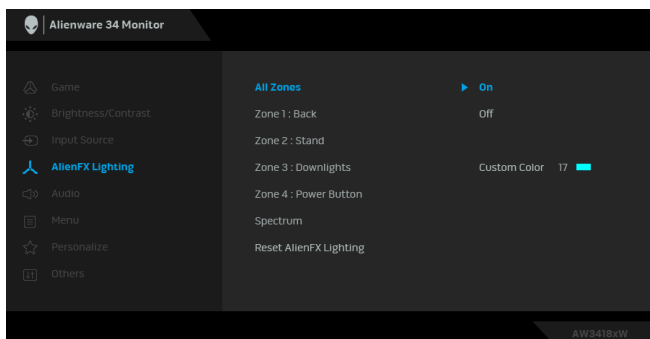 Alienware 34 Monitor
Game
Brightness/Contrast
Input Source
AlienFX Lighting
Audio
Menu
Personalize
Others
All Zones
On
Zone 1 : Back
Off
Zone 2 : Stand
Zone 3 : Downlights
Custom Color 17
Zone 4 : Power Button
Spectrum
Reset AlienFX Lighting
AW3418xW